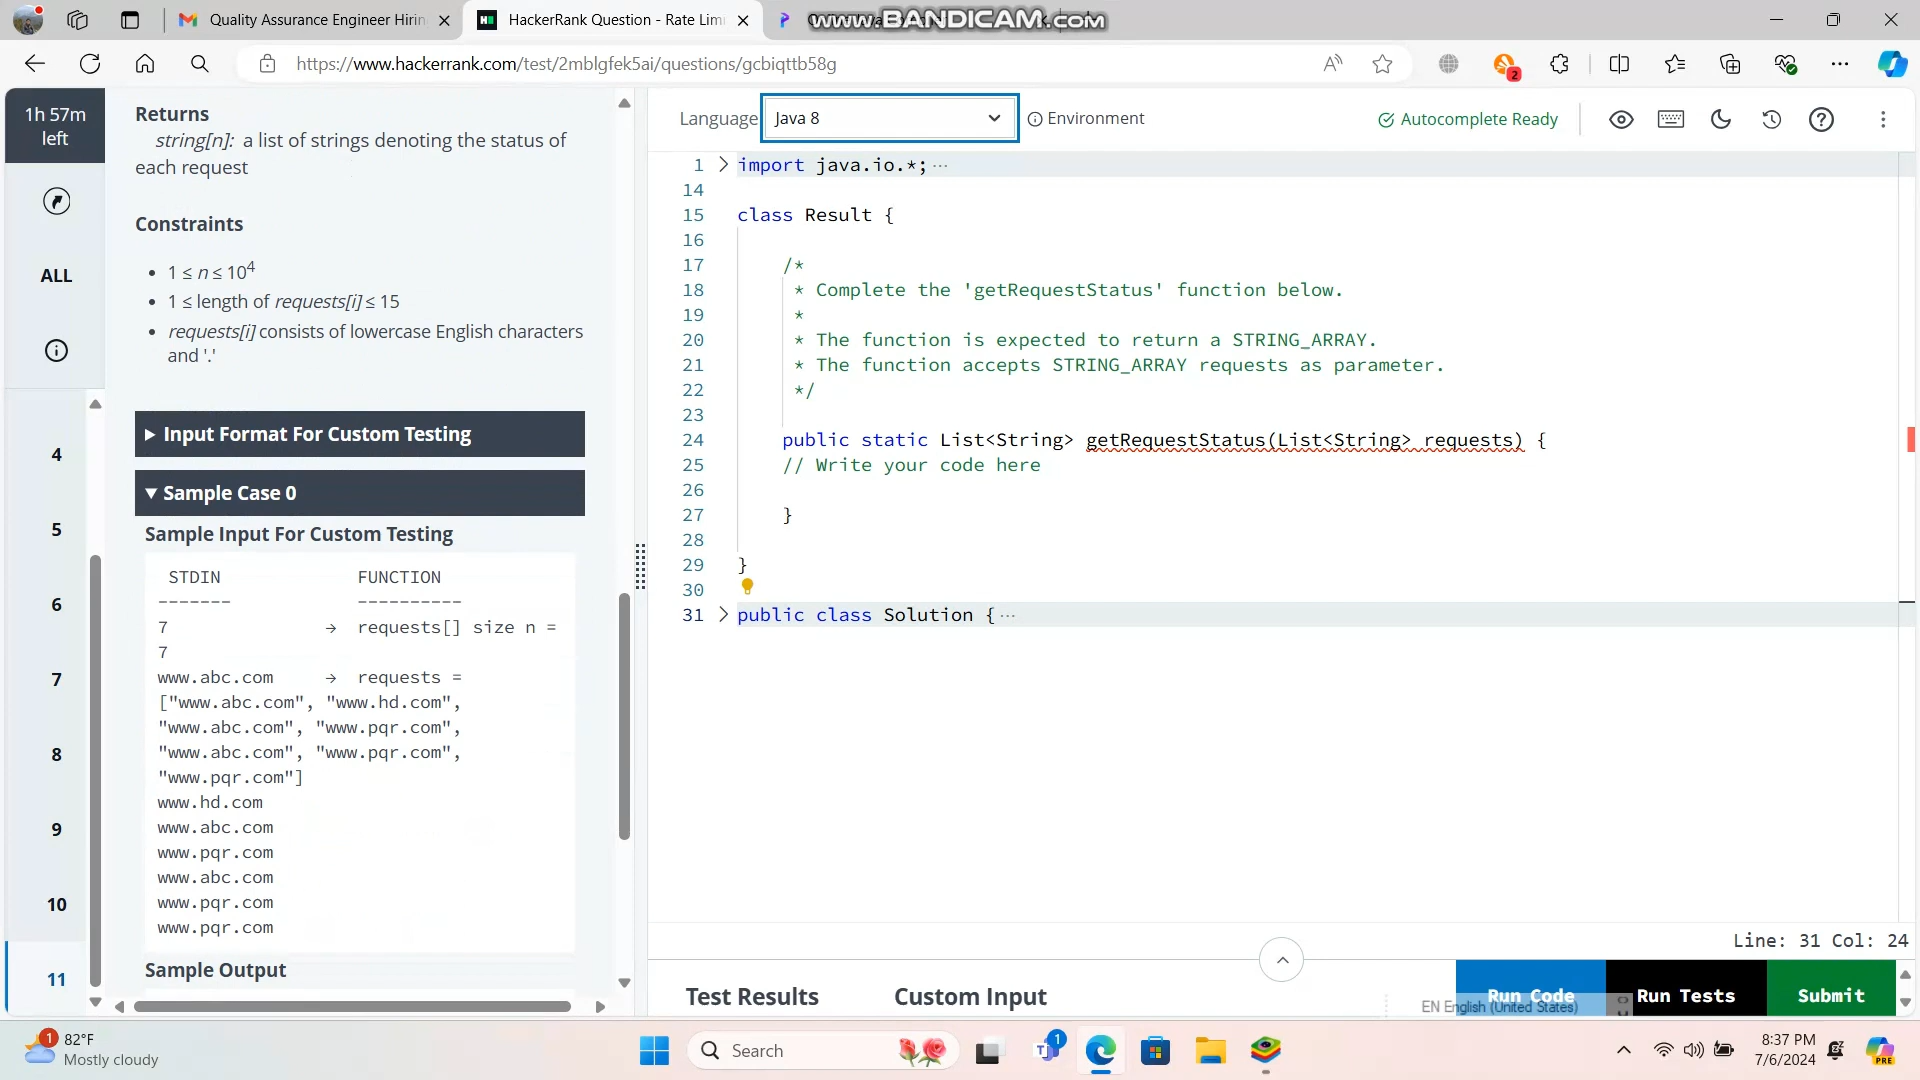 Quality Assurance Engineer Hirin
HackerRank Question - Rate Lim
www.BANDICAM.com
https://www.hackerrank.com/test/2mblgfek5ai/questions/gcbiqttb58g
2
1h 57m
left
ALL
4
5
6
7
8
9
10
11
Returns
string[n]: a list of strings denoting the status of
each request
Constraints
• 1 ≤ n ≤ 10^4
• 1 ≤ length of requests[i] ≤ 15
• requests[i] consists of lowercase English characters
and '.'
Input Format For Custom Testing
Sample Case 0
Sample Input For Custom Testing
STDIN FUNCTION
------- ----------
7 → requests[] size n =
7
www.abc.com → requests =
["www.abc.com", "www.hd.com",
"www.abc.com", "www.pqr.com",
"www.abc.com", "www.pqr.com",
"www.pqr.com"]
www.hd.com
www.abc.com
www.pqr.com
www.abc.com
www.pqr.com
www.pqr.com
Sample Output
Language Java 8 Environment Autocomplete Ready
1 import java.io.*; ...
14
15 class Result {
16
17 /*
18 * Complete the 'getRequestStatus' function below.
19 *
20 * The function is expected to return a STRING_ARRAY.
21 * The function accepts STRING_ARRAY requests as parameter.
22 */
23
24 public static List<String> getRequestStatus(List<String> requests) {
25 // Write your code here
26
27 }
28
29 }
30
31 public class Solution { ...
Line: 31 Col: 24
Test Results Custom Input Run Code Run Tests Submit
EN English (United States)
1 82°F
Mostly cloudy
Search
1
8:37 PM
7/6/2024
PRE